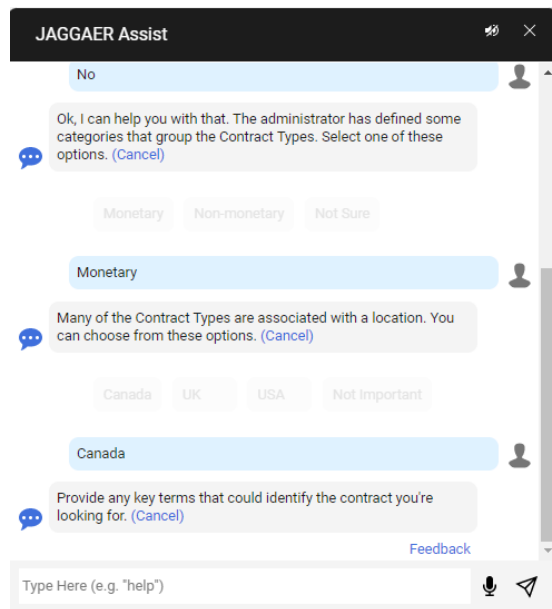 JAGGAER Assist
No
Ok, I can help you with that. The administrator has defined some
categories that group the Contract Types. Select one of these
options. (Cancel)
Monetary Non-monetary Not Sure
Monetary
Many of the Contract Types are associated with a location. You
can choose from these options. (Cancel)
Canada UK USA Not Important
Canada
Provide any key terms that could identify the contract you're
looking for. (Cancel)
Feedback
Type Here (e.g. "help")